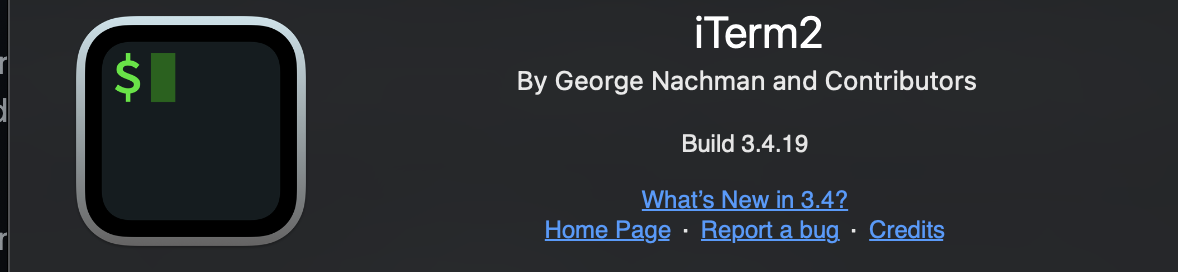 $
iTerm2
By George Nachman and Contributors
Build 3.4.19
What's New in 3.4?
Home Page · Report a bug · Credits